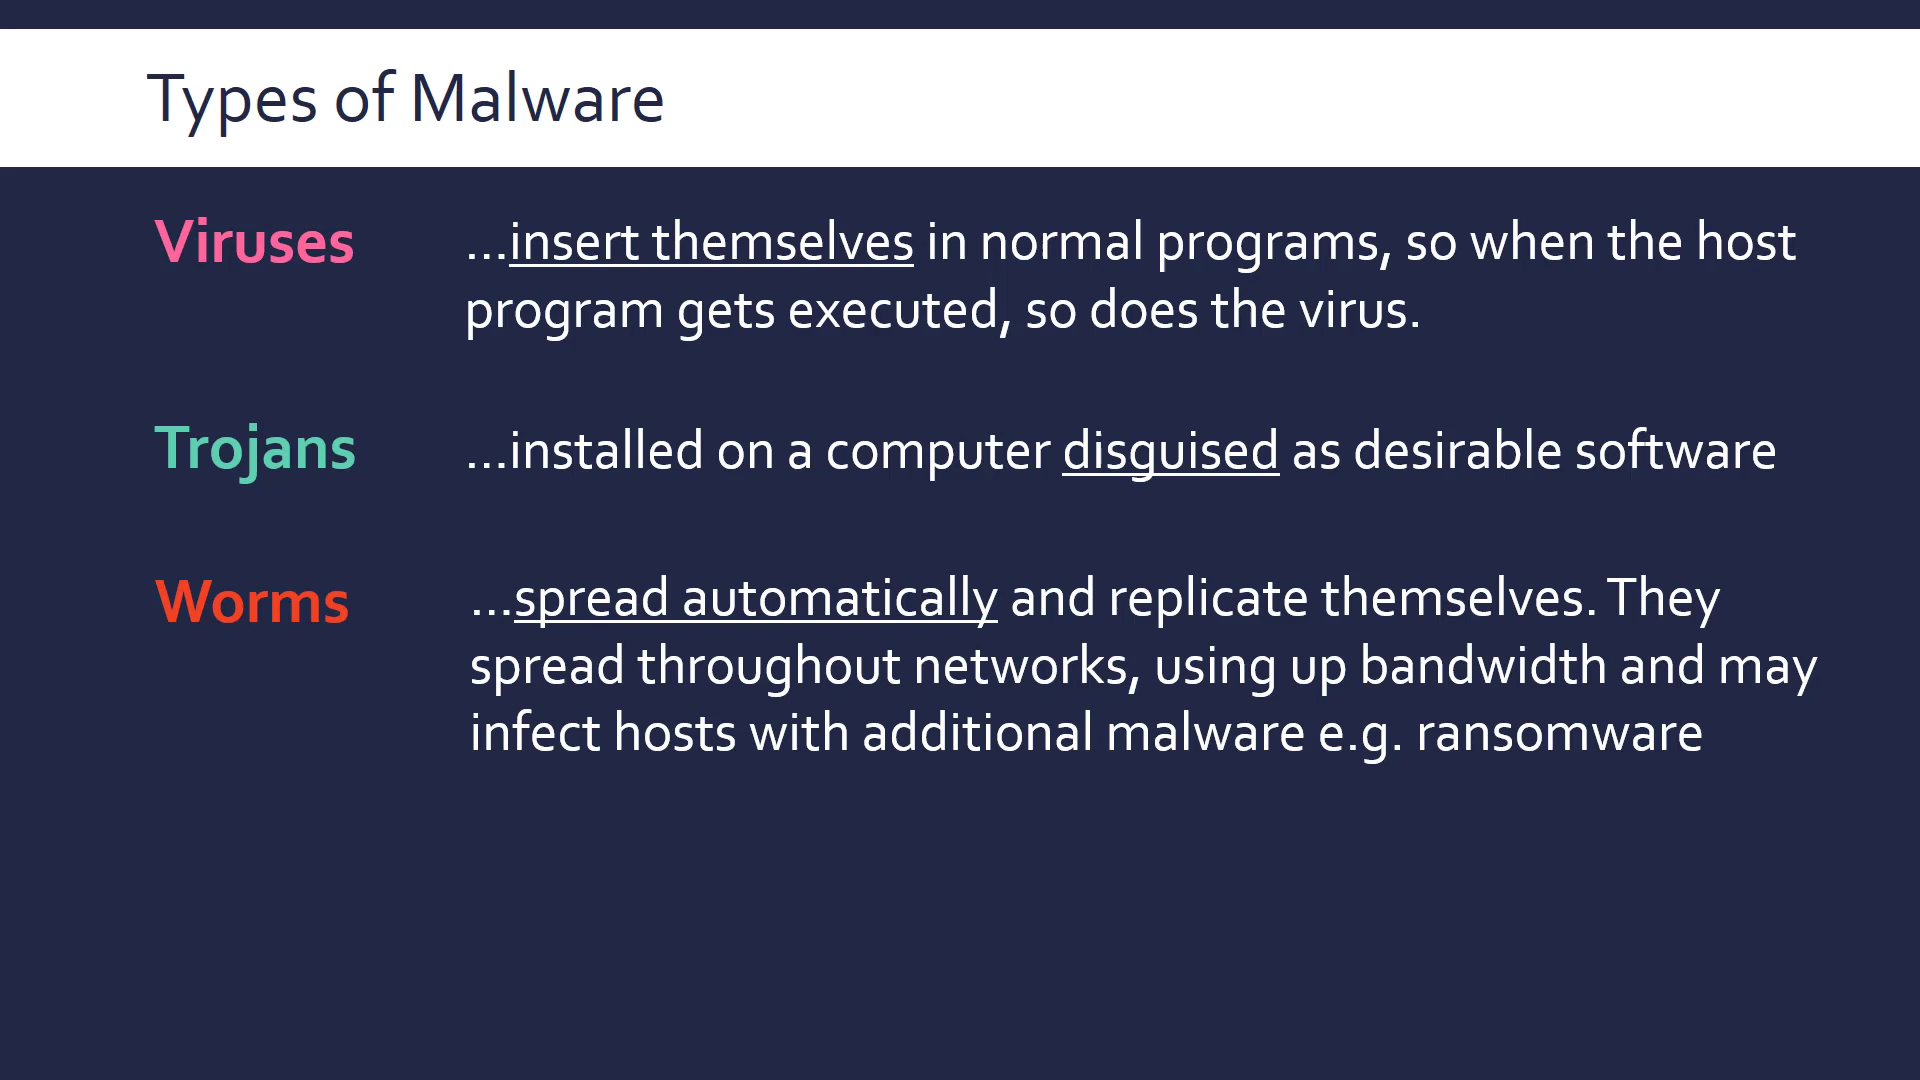 Types of Malware
Viruses
...insert themselves in normal programs, so when the host
program gets executed, so does the virus.
Trojans
...installed on a computer disguised as desirable software
Worms
...spread automatically and replicate themselves. They
spread throughout networks, using up bandwidth and may
infect hosts with additional malware e.g. ransomware